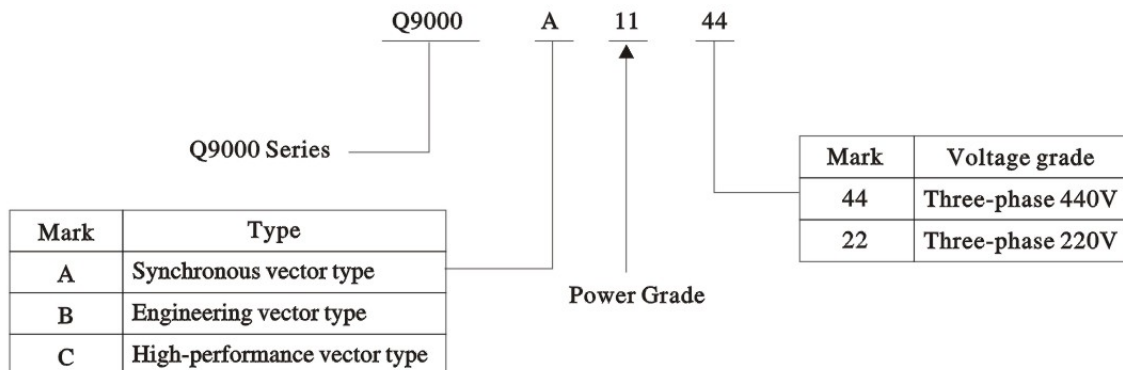 Q9000 A 11 44
Q9000 Series
Mark Voltage grade
44 Three-phase 440V
22 Three-phase 220V
Mark Type
A Synchronous vector type
B Engineering vector type
C High-performance vector type
Power Grade